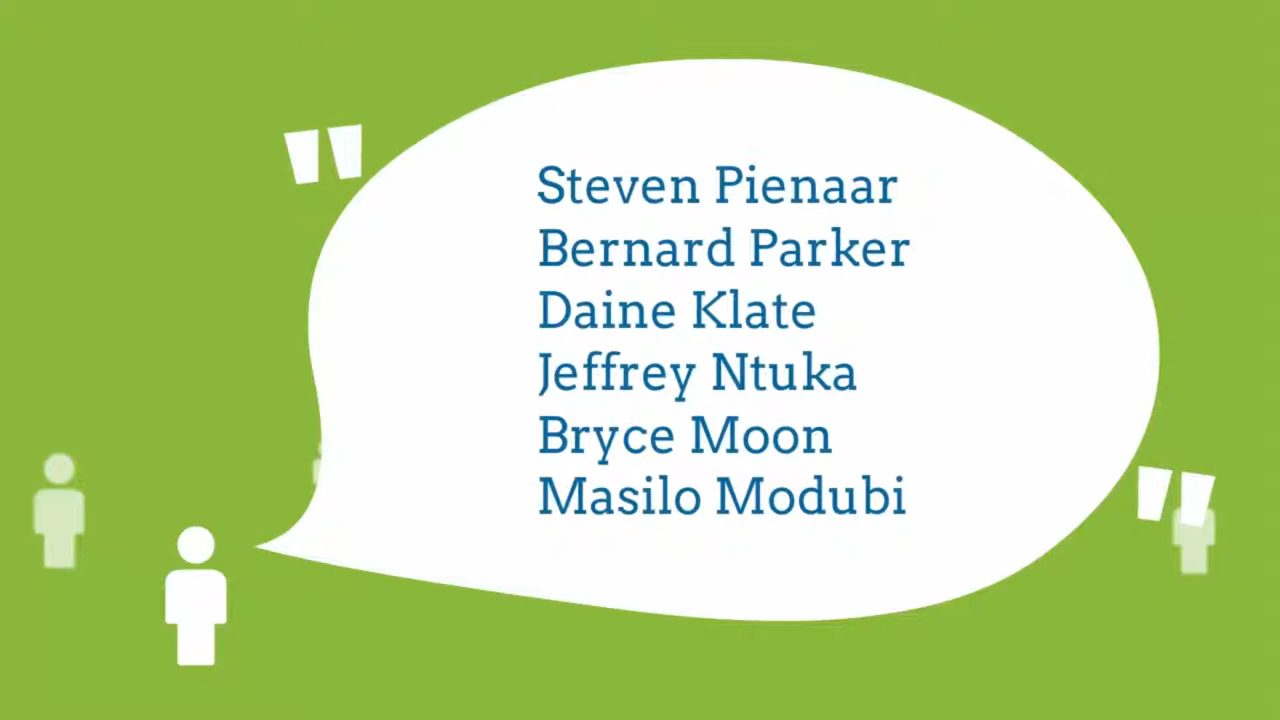 Steven Pienaar
Bernard Parker
Daine Klate
Jeffrey Ntuka
Bryce Moon
Masilo Modubi